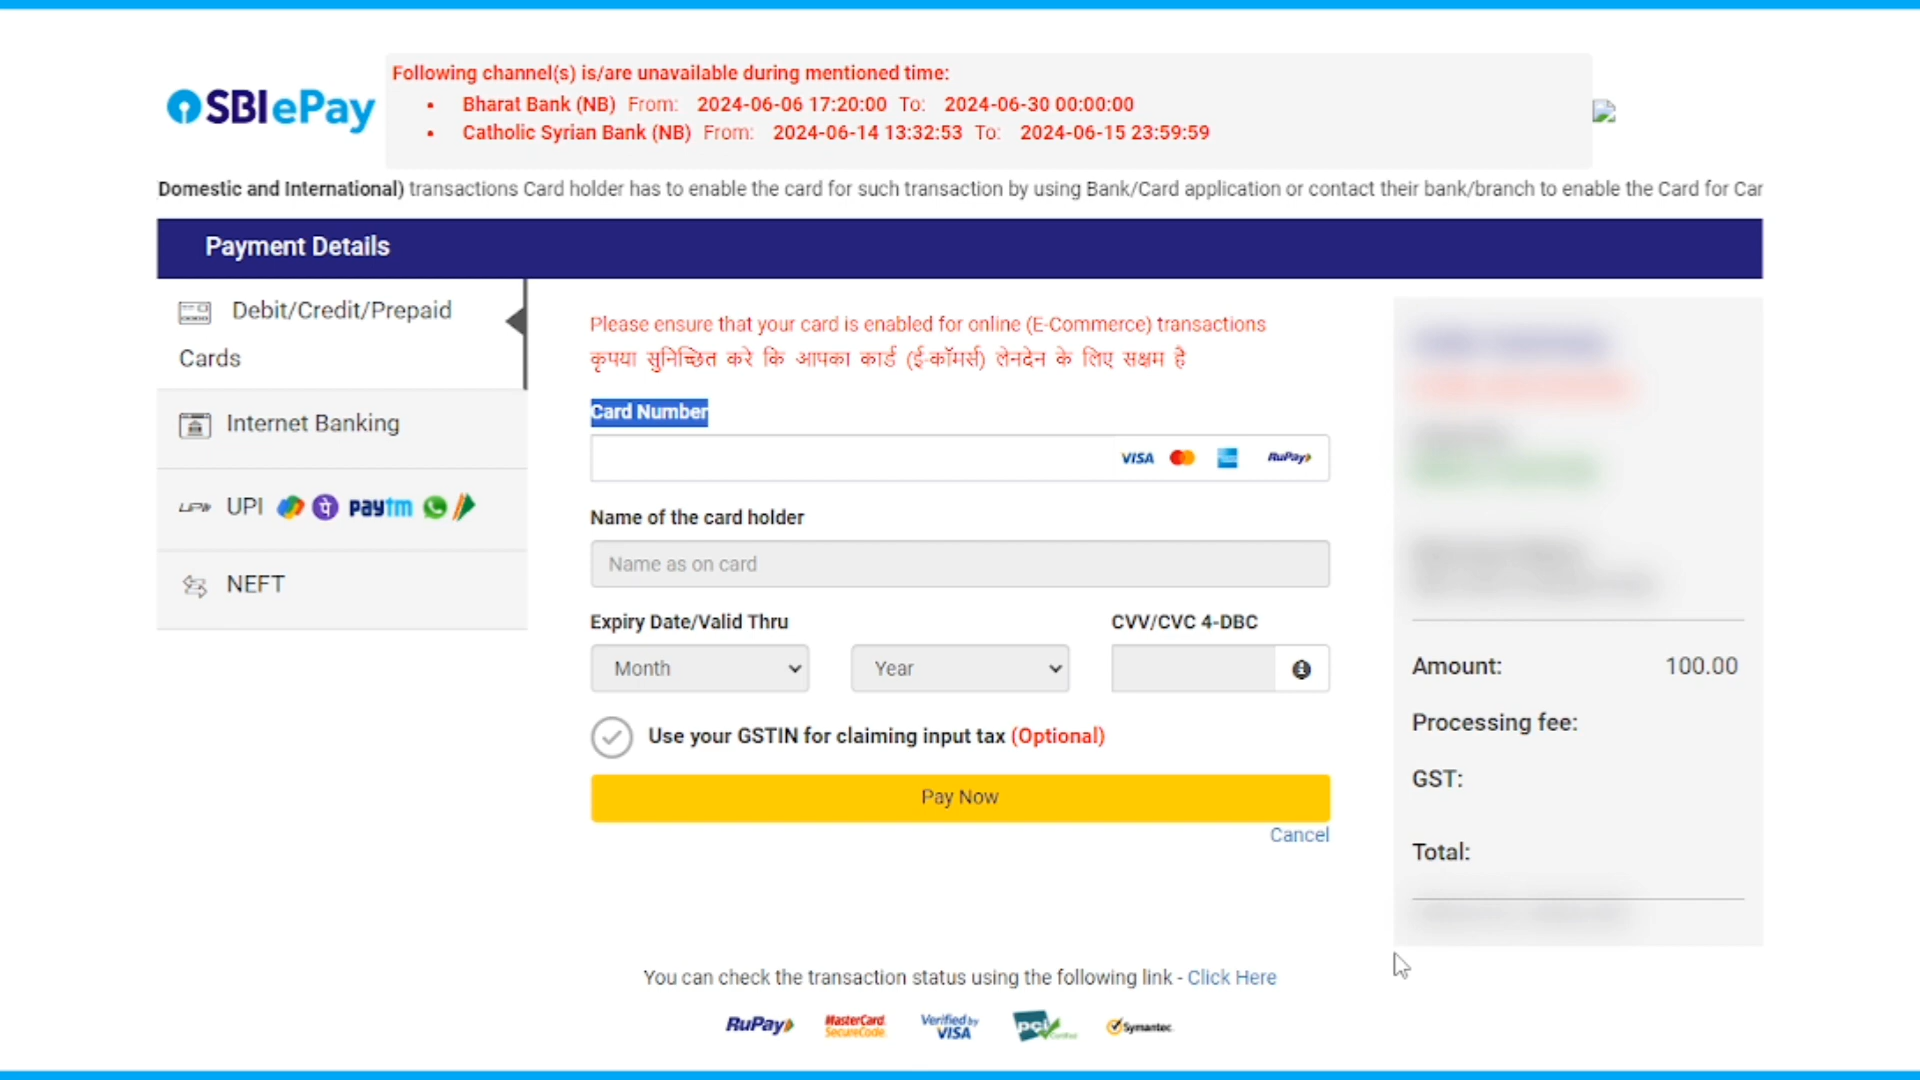 Following channel(s) is/are unavailable during mentioned time:
SBI ePay
• Bharat Bank (NB) From: 2024-06-06 17:20:00 To: 2024-06-30 00:00:00
• Catholic Syrian Bank (NB) From: 2024-06-14 13:32:53 To: 2024-06-15 23:59:59
Domestic and International) transactions Card holder has to enable the card for such transaction by using Bank/Card application or contact their bank/branch to enable the Card for Car
Payment Details
Debit/Credit/Prepaid
Cards
Internet Banking
UPI UPI पे paytm
NEFT
Please ensure that your card is enabled for online (E-Commerce) transactions
कृपया सुनिच्छित करे कि आपका कार्ड (ई-कॉमर्स) लेनदेन के लिए सक्षम है
Card Number
VISA RuPay
Name of the card holder
Name as on card
Expiry Date/Valid Thru
CVV/CVC 4-DBC
Month
Year
Use your GSTIN for claiming input tax (Optional)
Pay Now
Cancel
Amount: 100.00
Processing fee:
GST:
Total:
You can check the transaction status using the following link - Click Here
RuPay
MasterCard
SecureCode
Verified by
VISA
pci
Certified
Symantec